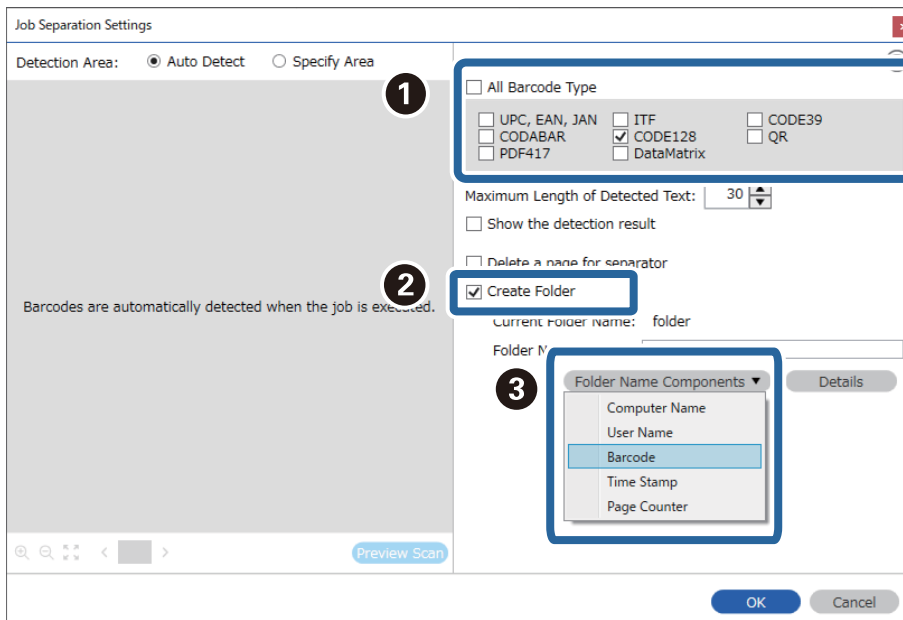 Job Separation Settings
Detection Area: Auto Detect Specify Area
1
All Barcode Type
UPC, EAN, JAN ITF CODE39
CODABAR CODE128 QR
PDF417 DataMatrix
Maximum Length of Detected Text: 30
Show the detection result
Delete a page for separator
2
Create Folder
Barcodes are automatically detected when the job is executed.
Current Folder Name: folder
Folder
3
Folder Name Components Details
Computer Name
User Name
Barcode
Time Stamp
Page Counter
Preview Scan
OK Cancel